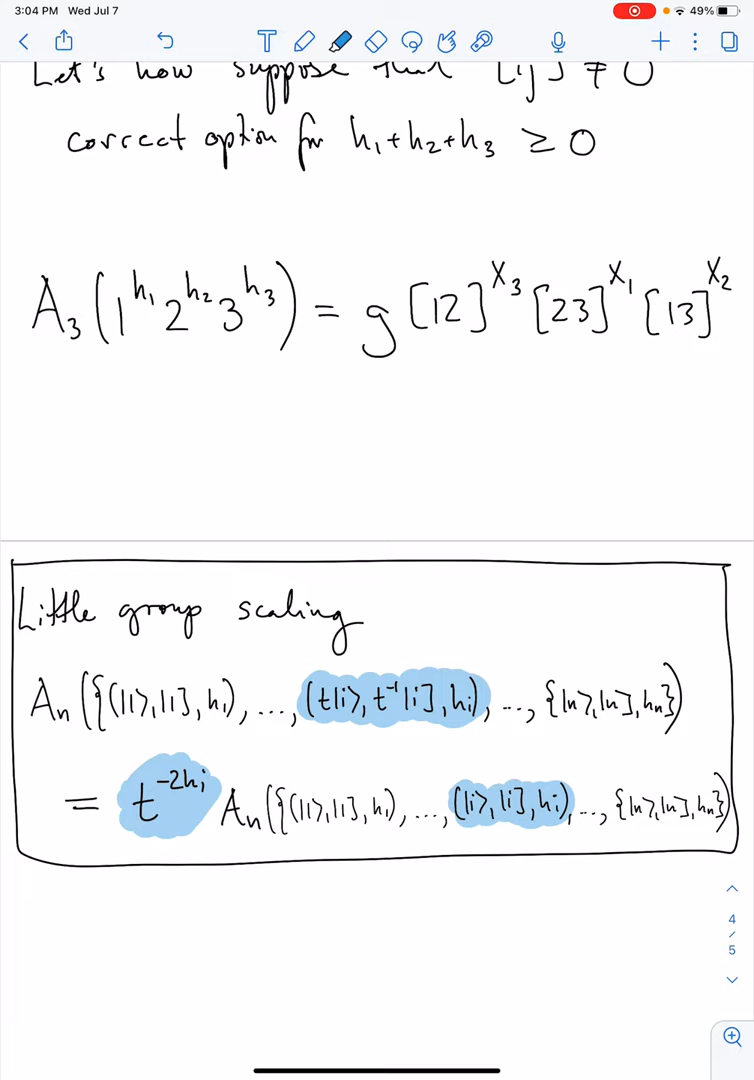 3:04 PM Wed Jul 7 49%
Let's now suppose that [ij] ≠ 0
correct option for h₁+h₂+h₃ ≥ 0
A₃(1^h₁ 2^h₂ 3^h₃) = g [12]^X₃ [23]^X₁ [13]^X₂
Little group scaling
Aₙ({(|1⟩,|1],h₁),...,(t|i⟩,t⁻¹|i],hᵢ),...,{|n⟩,|n],hₙ})
= t^-2hᵢ Aₙ({(|1⟩,|1],h₁),...,(|i⟩,|i],hᵢ),...,{|n⟩,|n],hₙ})
4
/
5